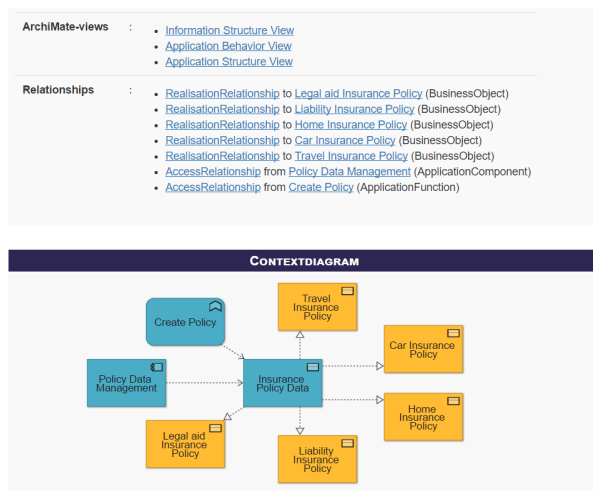 ArchiMate-views : • Information Structure View
• Application Behavior View
• Application Structure View
Relationships : • RealisationRelationship to Legal aid Insurance Policy (BusinessObject)
• RealisationRelationship to Liability Insurance Policy (BusinessObject)
• RealisationRelationship to Home Insurance Policy (BusinessObject)
• RealisationRelationship to Car Insurance Policy (BusinessObject)
• RealisationRelationship to Travel Insurance Policy (BusinessObject)
• AccessRelationship from Policy Data Management (ApplicationComponent)
• AccessRelationship from Create Policy (ApplicationFunction)
CONTEXTDIAGRAM
Travel
Insurance
Policy
Create Policy
Car Insurance
Policy
Policy Data
Management
Insurance
Policy Data
Home
Insurance
Policy
Legal aid
Insurance
Policy
Liability
Insurance
Policy